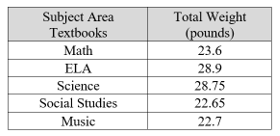 Subject Area Total Weight
Textbooks (pounds)
Math 23.6
ELA 28.9
Science 28.75
Social Studies 22.65
Music 22.7